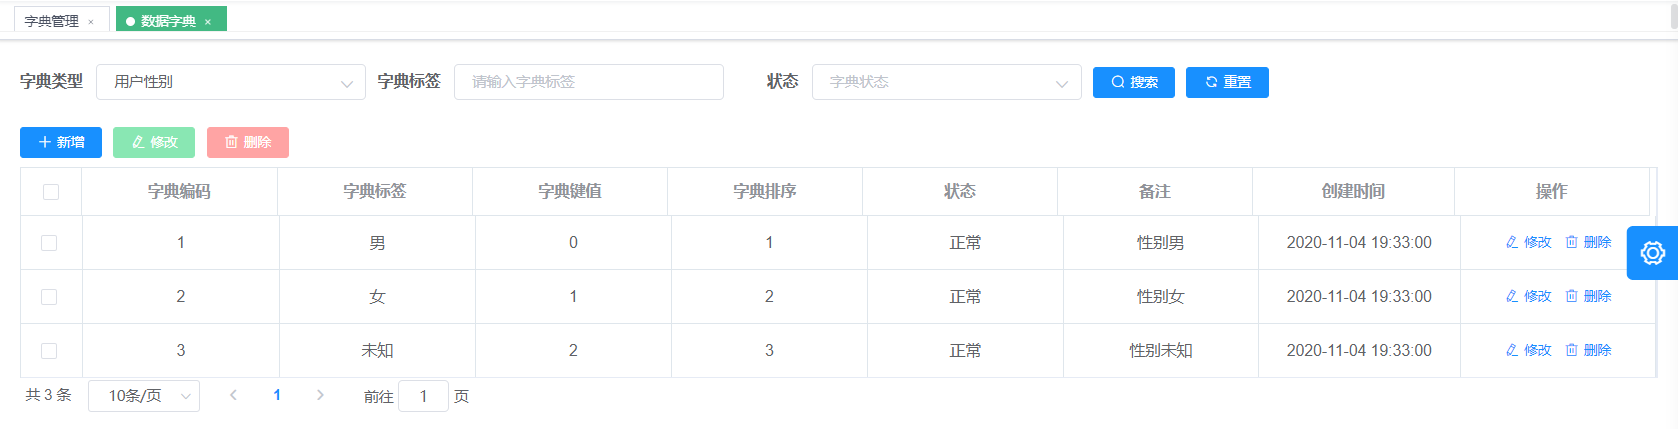 字典管理 × 数据字典 ×
字典类型 用户性别 字典标签 请输入字典标签 状态 字典状态 搜索 重置
新增 修改 删除
字典编码 字典标签 字典键值 字典排序 状态 备注 创建时间 操作
1 男 0 1 正常 性别男 2020-11-04 19:33:00 修改 删除
2 女 1 2 正常 性别女 2020-11-04 19:33:00 修改 删除
3 未知 2 3 正常 性别未知 2020-11-04 19:33:00 修改 删除
共 3 条 10条/页 1 前往 1 页